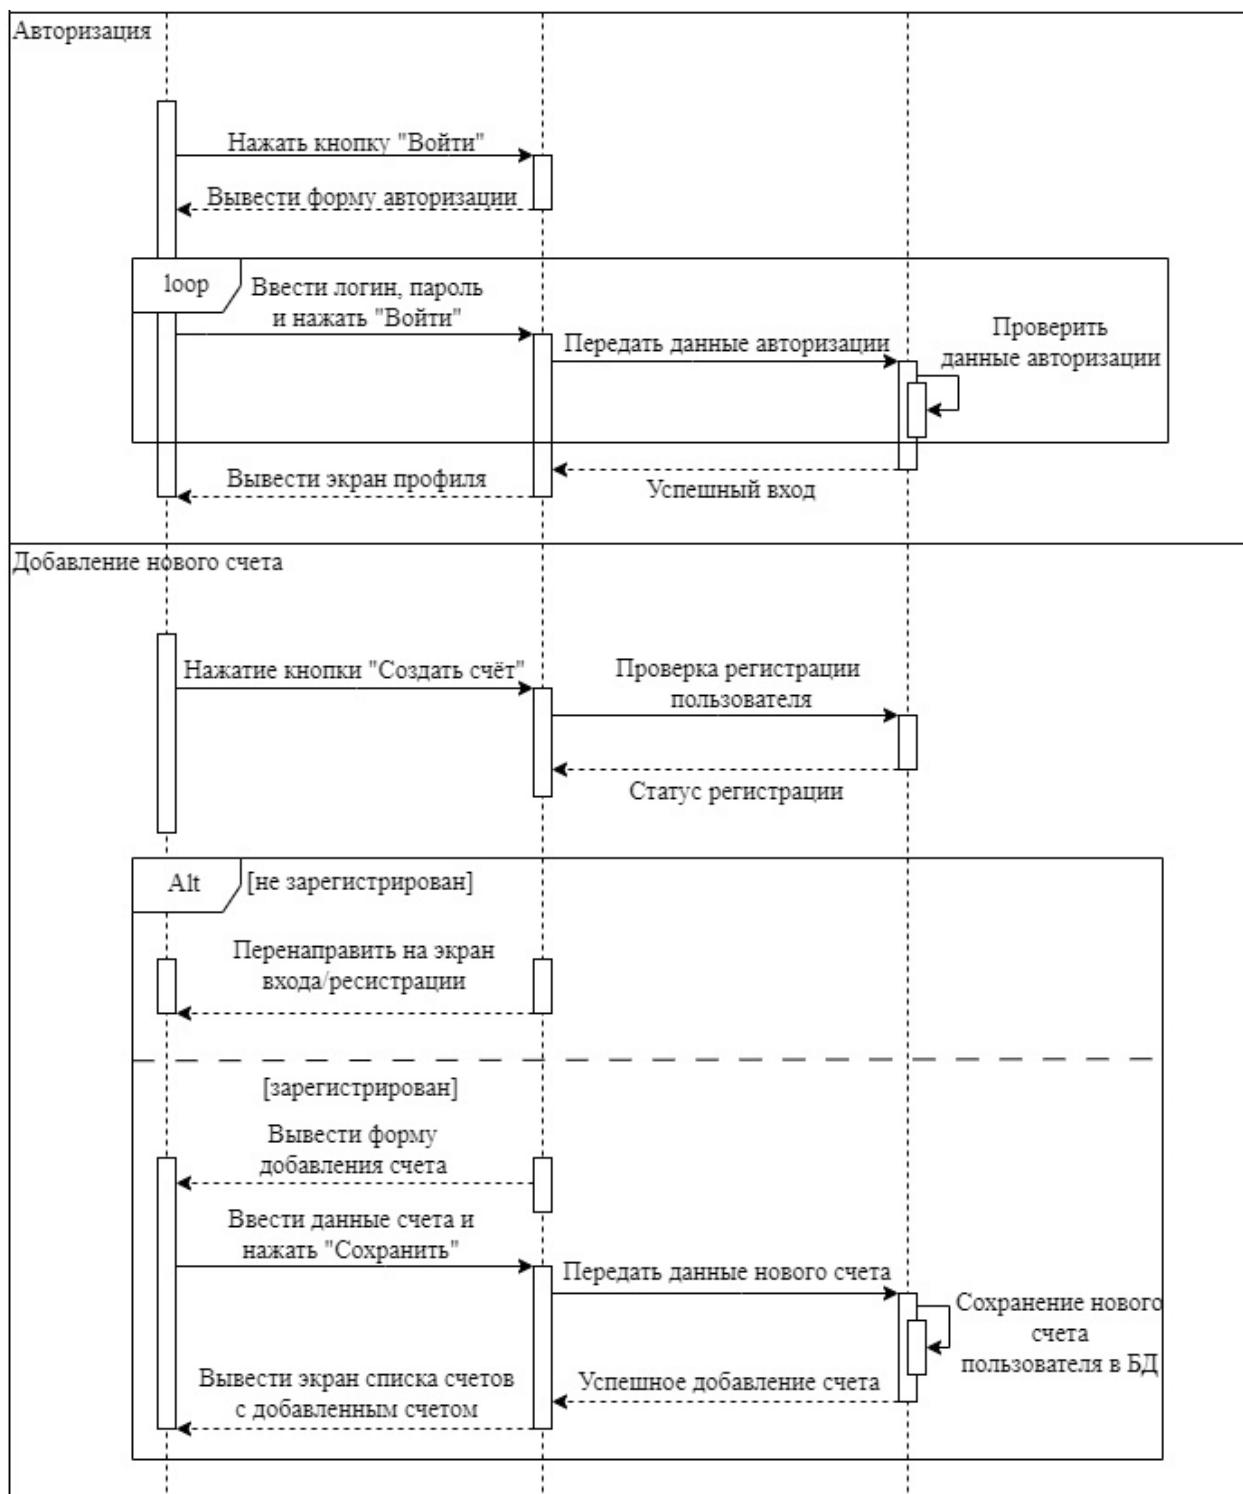 Авторизация
Нажать кнопку "Войти"
Вывести форму авторизации
loop
Ввести логин, пароль
и нажать "Войти"
Передать данные авторизации
Проверить
данные авторизации
Вывести экран профиля
Успешный вход
Добавление нового счета
Нажатие кнопки "Создать счёт"
Проверка регистрации
пользователя
Статус регистрации
Alt
[не зарегистрирован]
Перенаправить на экран
входа/ресистрации
[зарегистрирован]
Вывести форму
добавления счета
Ввести данные счета и
нажать "Сохранить"
Передать данные нового счета
Сохранение нового
счета
пользователя в БД
Вывести экран списка счетов
с добавленным счетом
Успешное добавление счета